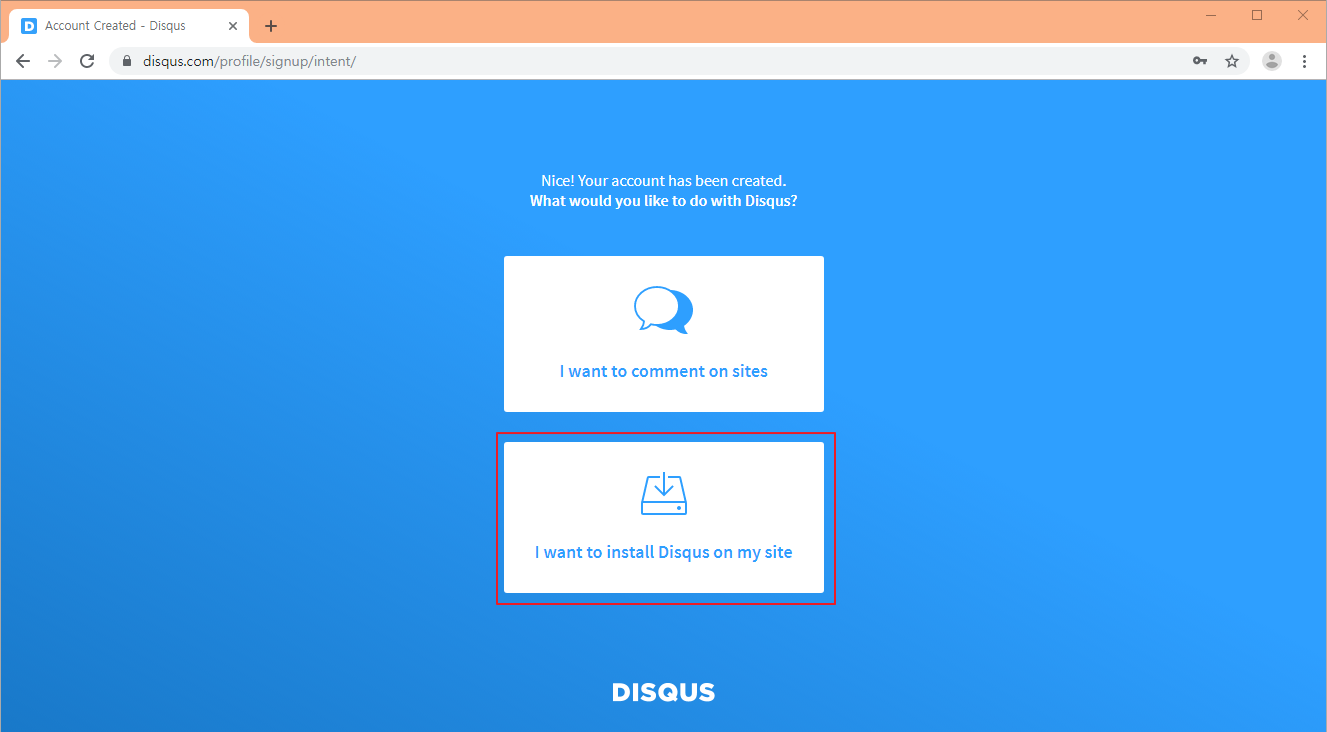 Account Created - Disqus
disqus.com/profile/signup/intent/
Nice! Your account has been created.
What would you like to do with Disqus?
I want to comment on sites
I want to install Disqus on my site
DISQUS